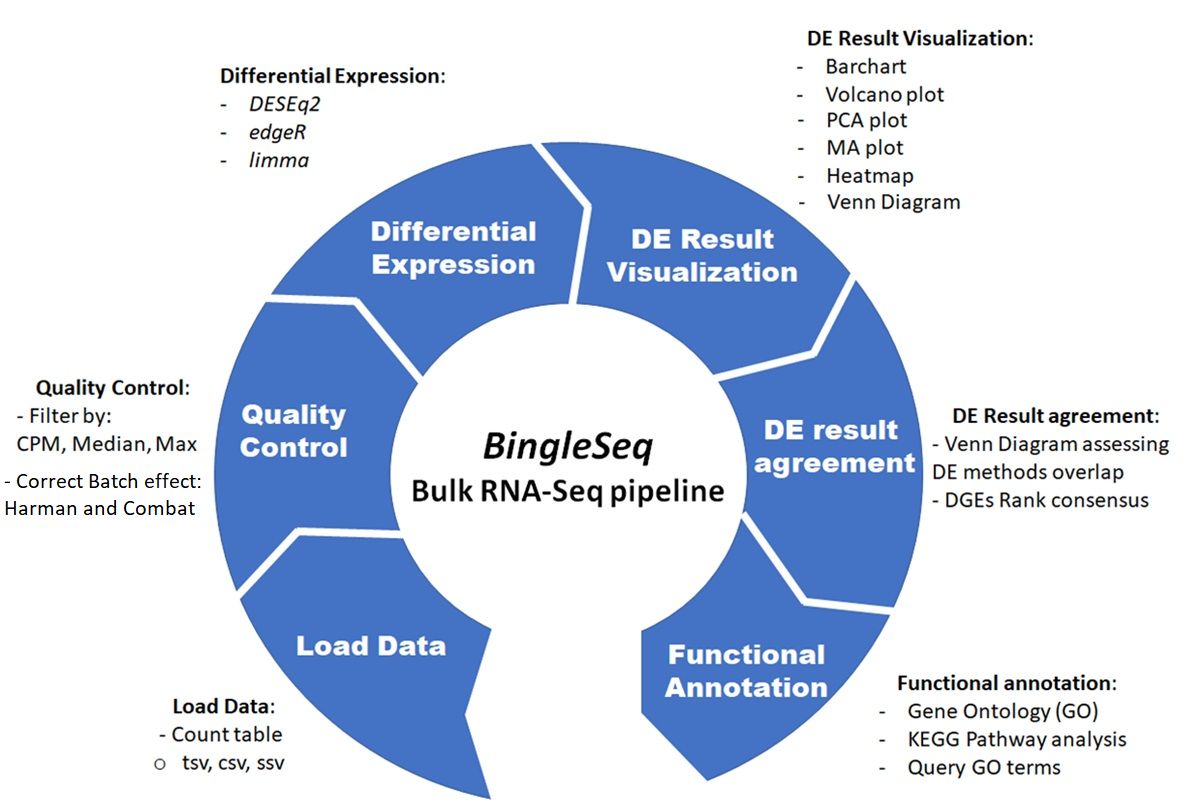 DE Result Visualization:
- Barchart
- Volcano plot
- PCA plot
- MA plot
- Heatmap
- Venn Diagram
Differential Expression:
- DESeq2
- edgeR
- limma
Differential
Expression
DE Result
Visualization
Quality Control:
- Filter by:
CPM, Median, Max
- Correct Batch effect:
Harman and Combat
Quality
Control
BingleSeq
Bulk RNA-Seq pipeline
DE result
agreement
DE Result agreement:
- Venn Diagram assessing
DE methods overlap
- DGEs Rank consensus
Load Data
Functional
Annotation
Load Data:
- Count table
o tsv, csv, ssv
Functional annotation:
- Gene Ontology (GO)
- KEGG Pathway analysis
- Query GO terms